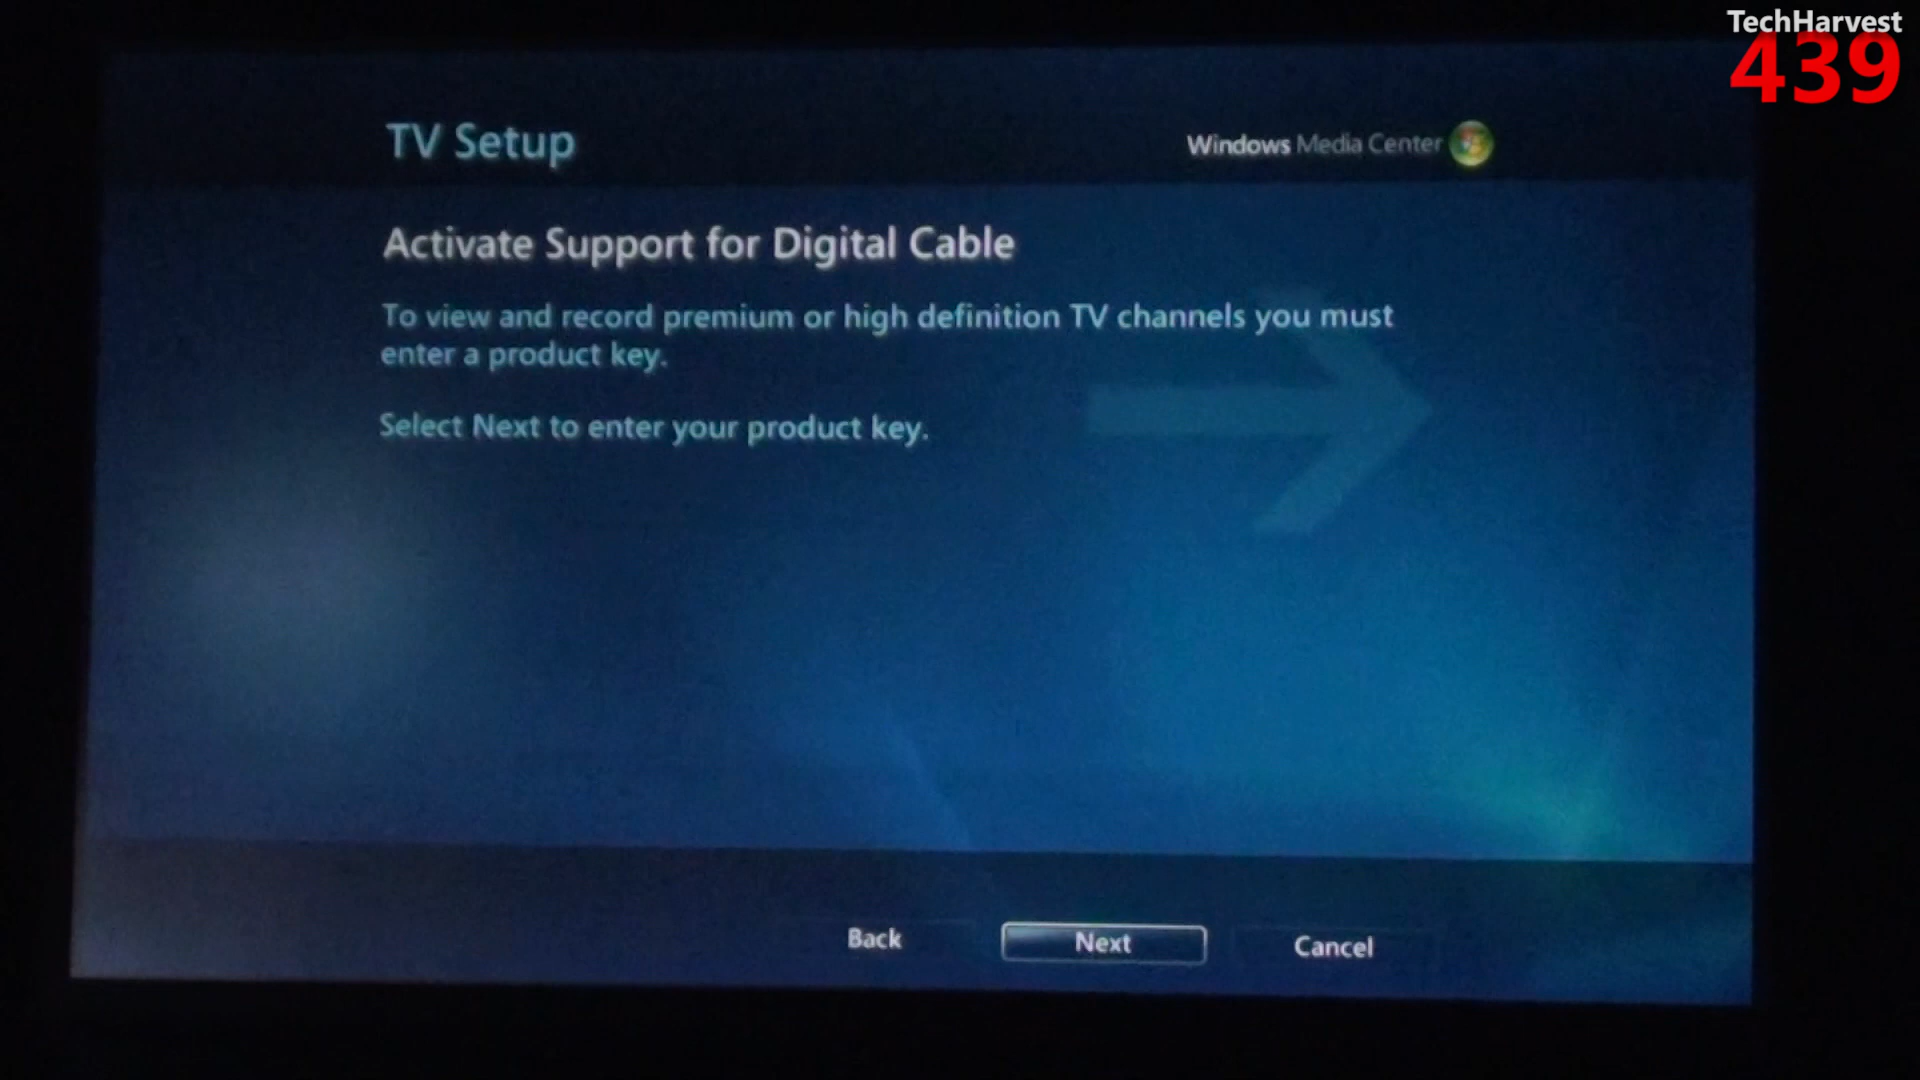 TechHarvest
439
TV Setup
Windows Media Center
Activate Support for Digital Cable
To view and record premium or high definition TV channels you must
enter a product key.
Select Next to enter your product key.
Back
Next
Cancel